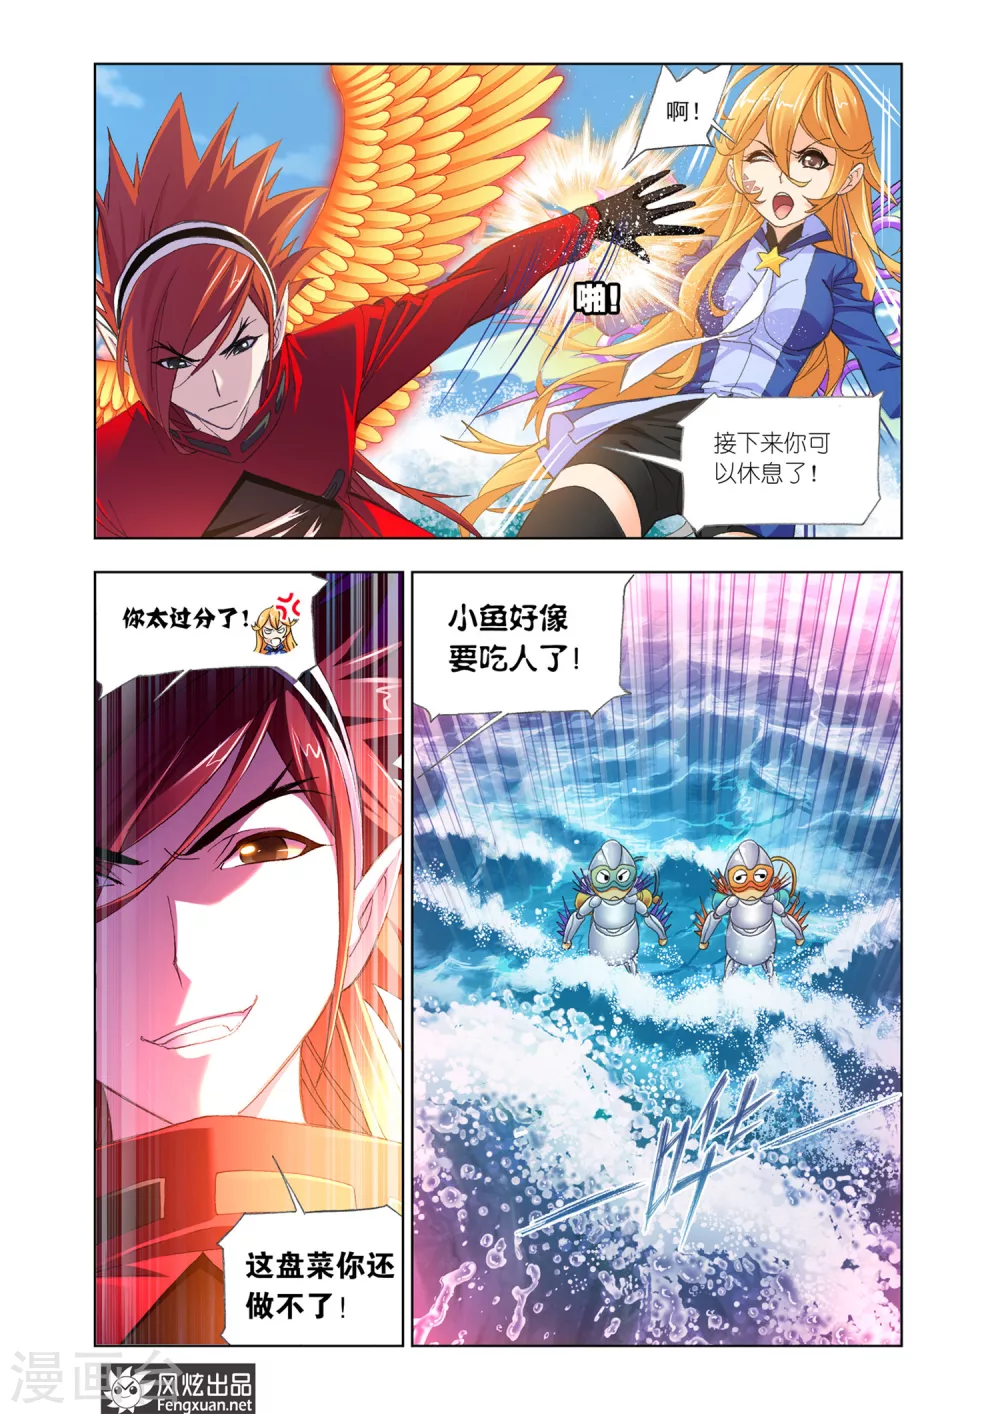 啊！
啪！
接下来你可
以休息了！
你太过分了！
小鱼好像
要吃人了！
这盘菜你还
做不了！
咋
漫画台
风炫出品
Fengxuan.net